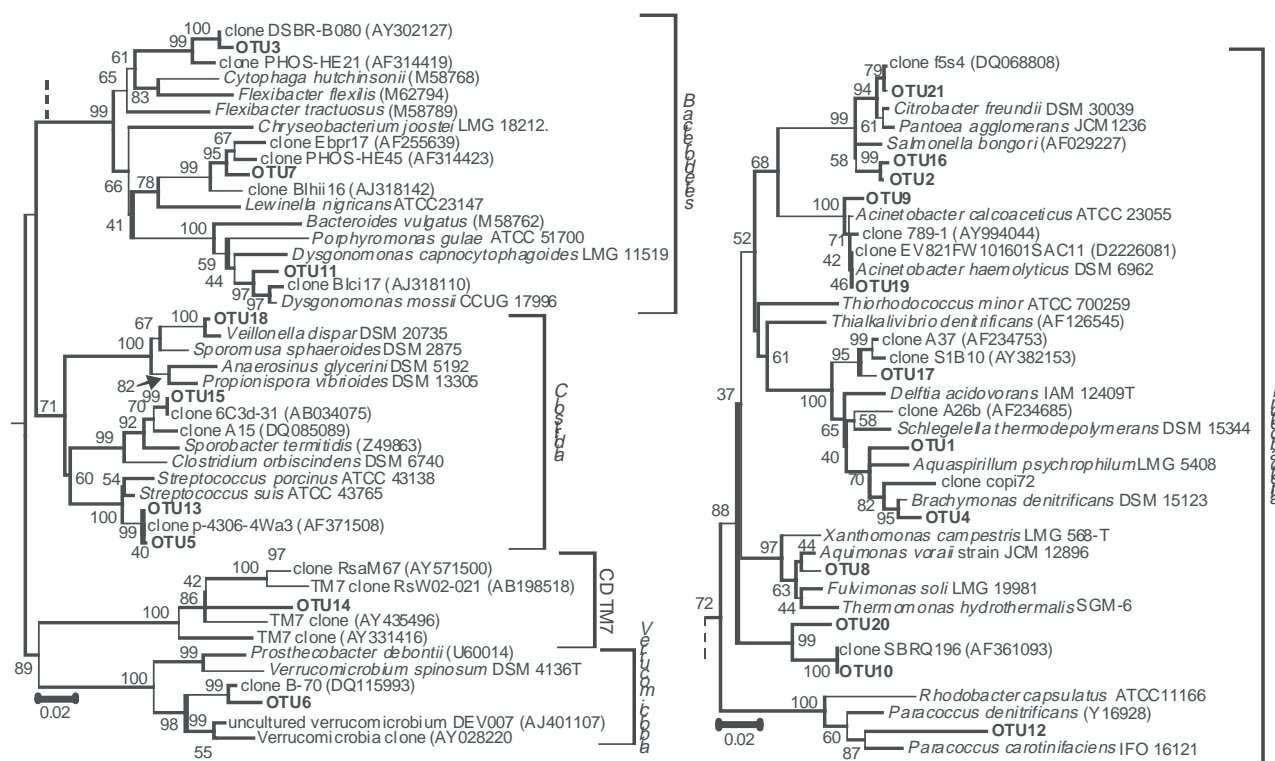 100
clone DSBR-B080 (AY302127)
99
OTU3
61
clone PHOS-HE21 (AF314419)
65
Cytophaga hutchinsonii (M58768)
83
Flexibacter flexilis (M62794)
99
Flexibacter tractuosus (M58789)
Chryseobacterium joostei LMG 18212.
67
clone Ebpr17 (AF255639)
95
clone PHOS-HE45 (AF314423)
99
OTU7
66
78
clone Blhii16 (AJ318142)
Lewinella nigricans ATCC23147
41
100
Bacteroides vulgatus (M58762)
Porphyromonas gulae ATCC 51700
59
Dysgonomonas capnocytophagoides LMG 11519
44
OTU11
97
clone Blci17 (AJ318110)
97
Dysgonomonas mossii CCUG 17996
100
OTU18
67
Veillonella dispar DSM 20735
100
Sporomusa sphaeroides DSM 2875
Anaerosinus glycerini DSM 5192
82
Propionispora vibrioides DSM 13305
99
OTU15
71
70
clone 6C3d-31 (AB034075)
92
clone A15 (DQ085089)
99
Sporobacter termitidis (Z49863)
Clostridium orbiscindens DSM 6740
60
54
Streptococcus porcinus ATCC 43138
Streptococcus suis ATCC 43765
100
OTU13
99
clone p-4306-4Wa3 (AF371508)
40
OTU5
97
100
clone RsaM67 (AY571500)
42
TM7 clone RsW02-021 (AB198518)
86
OTU14
100
TM7 clone (AY435496)
TM7 clone (AY331416)
CD TM7
99
Prosthecobacter debontii (U60014)
89
100
Verrucomicrobium spinosum DSM 4136T
99
clone B-70 (DQ115993)
OTU6
98
99
uncultured verrucomicrobium DEV007 (AJ401107)
Verrucomicrobia clone (AY028220
55
0.02
79
clone f5s4 (DQ068808)
94
OTU21
Citrobacter freundii DSM 30039
99
61
Pantoea agglomerans JCM1236
Salmonella bongori (AF029227)
68
58
99
OTU16
OTU2
OTU9
100
Acinetobacter calcoaceticus ATCC 23055
52
71
clone 789-1 (AY994044)
42
clone EV821FW101601SAC11 (D2226081)
Acinetobacter haemolyticus DSM 6962
46
OTU19
Thiorhodococcus minor ATCC 700259
Thialkalivibrio denitrificans (AF126545)
99
clone A37 (AF234753)
61
95
clone S1B10 (AY382153)
OTU17
37
100
Delftia acidovorans IAM 12409T
clone A26b (AF234685)
65
58
Schlegelella thermodepolymerans DSM 15344
40
OTU1
Aquaspirillum psychrophilum LMG 5408
70
clone copi72
82
Brachymonas denitrificans DSM 15123
88
95
OTU4
Xanthomonas campestris LMG 568-T
97
44
Aquimonas voraii strain JCM 12896
OTU8
63
Fulvimonas soli LMG 19981
72
44
Thermomonas hydrothermalis SGM-6
OTU20
99
clone SBRQ196 (AF361093)
100
OTU10
100
Rhodobacter capsulatus ATCC11166
Paracoccus denitrificans (Y16928)
60
OTU12
87
Paracoccus carotinifaciens IFO 16121
0.02